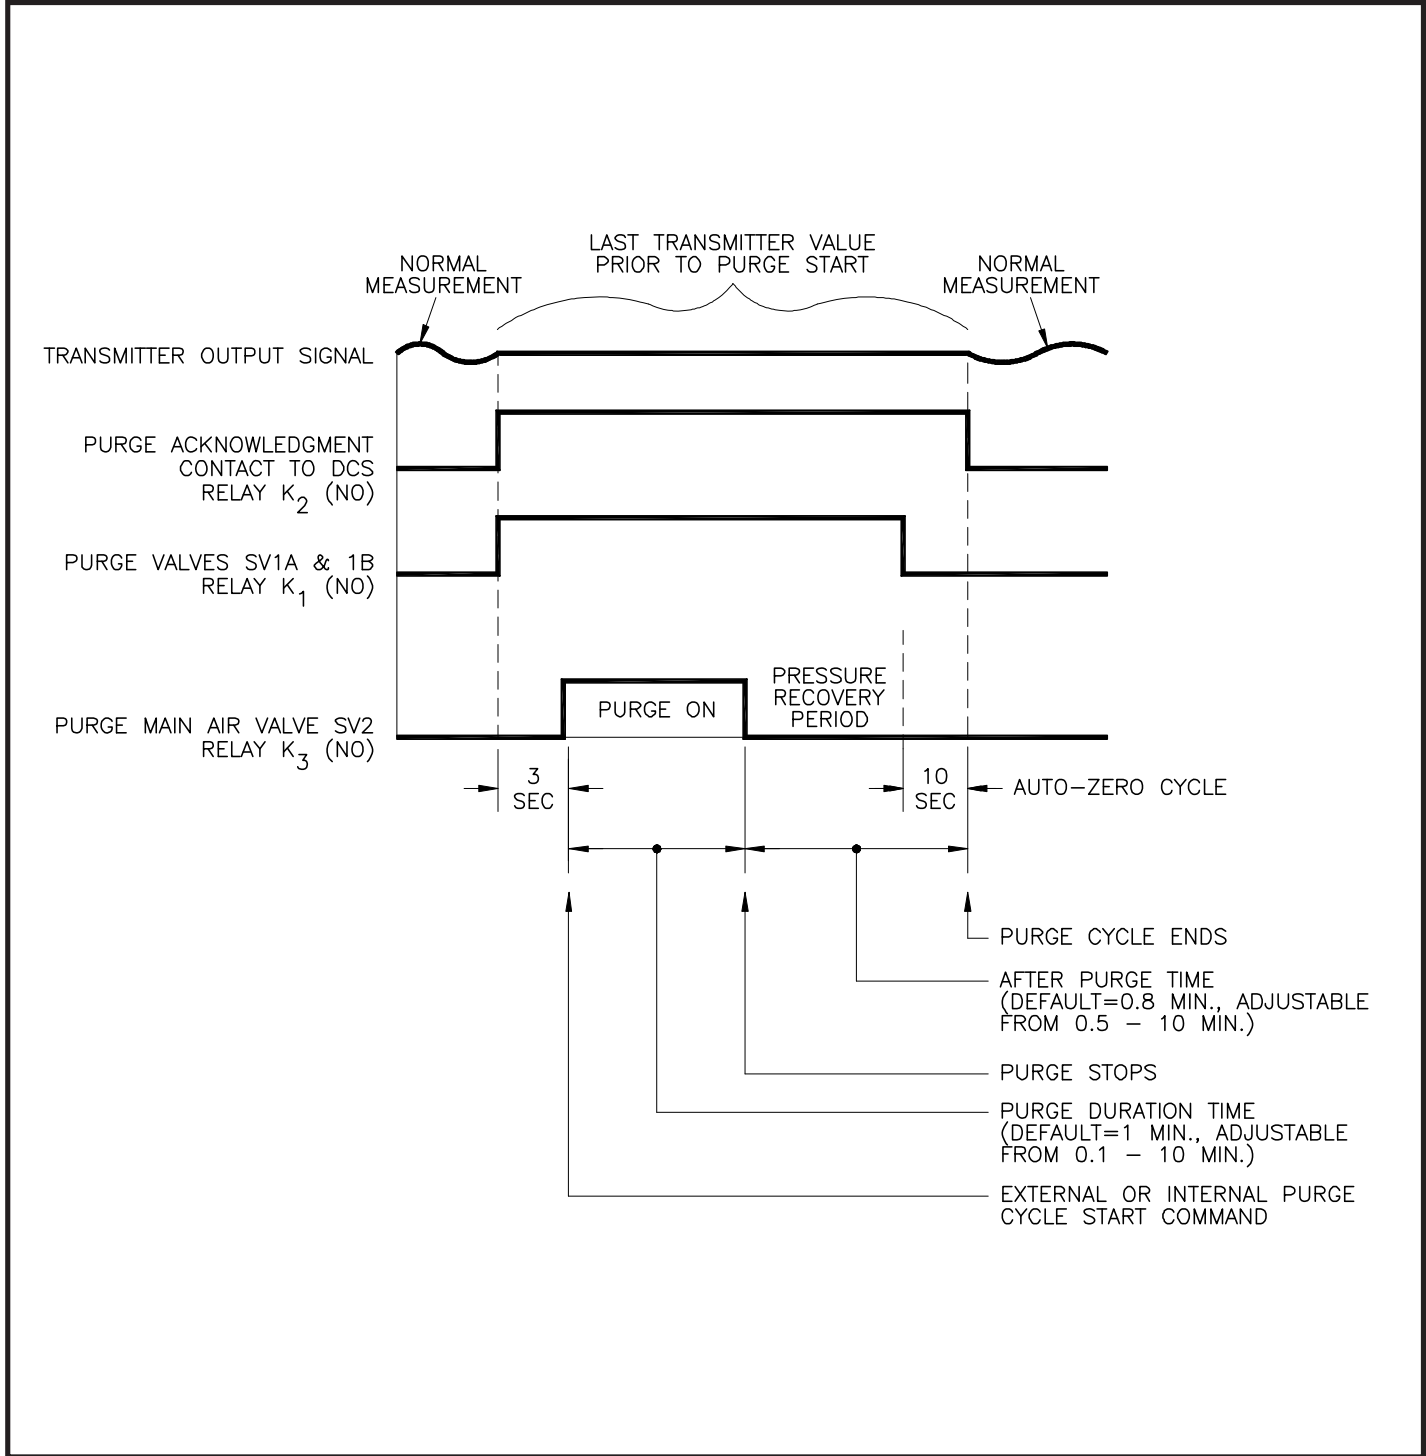 LAST TRANSMITTER VALUE
PRIOR TO PURGE START
NORMAL
MEASUREMENT
NORMAL
MEASUREMENT
TRANSMITTER OUTPUT SIGNAL
PURGE ACKNOWLEDGMENT
CONTACT TO DCS
RELAY K2 (NO)
PURGE VALVES SV1A & 1B
RELAY K1 (NO)
PURGE MAIN AIR VALVE SV2
RELAY K3 (NO)
PURGE ON
PRESSURE
RECOVERY
PERIOD
3
SEC
10
SEC
AUTO-ZERO CYCLE
PURGE CYCLE ENDS
AFTER PURGE TIME
(DEFAULT=0.8 MIN., ADJUSTABLE
FROM 0.5 - 10 MIN.)
PURGE STOPS
PURGE DURATION TIME
(DEFAULT=1 MIN., ADJUSTABLE
FROM 0.1 - 10 MIN.)
EXTERNAL OR INTERNAL PURGE
CYCLE START COMMAND